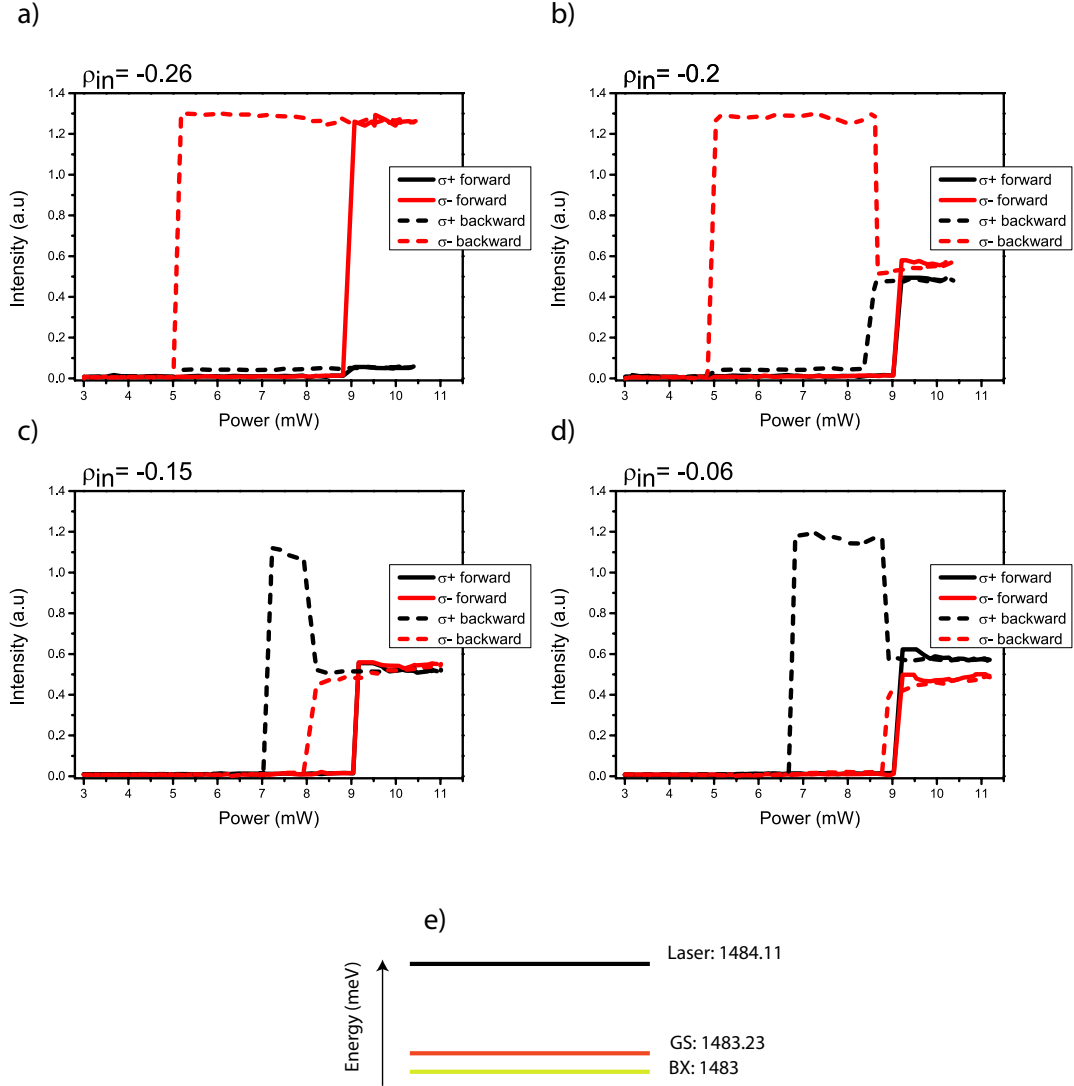 a)
ρin= -0.26
1.4
1.2
1.0
0.8
0.6
0.4
0.2
0.0
Intensity (a.u)
3 4 5 6 7 8 9 10 11
Power (mW)
σ+ forward
σ- forward
σ+ backward
σ- backward
b)
ρin= -0.2
1.4
1.2
1.0
0.8
0.6
0.4
0.2
0.0
Intensity (a.u)
3 4 5 6 7 8 9 10 11
Power (mW)
σ+ forward
σ- forward
σ+ backward
σ- backward
c)
ρin= -0.15
1.4
1.2
1.0
0.8
0.6
0.4
0.2
0.0
Intensity (a.u)
3 4 5 6 7 8 9 10 11
Power (mW)
σ+ forward
σ- forward
σ+ backward
σ- backward
d)
ρin= -0.06
1.4
1.2
1.0
0.8
0.6
0.4
0.2
0.0
Intensity (a.u)
3 4 5 6 7 8 9 10 11
Power (mW)
σ+ forward
σ- forward
σ+ backward
σ- backward
e)
Energy (meV)
Laser: 1484.11
GS: 1483.23
BX: 1483